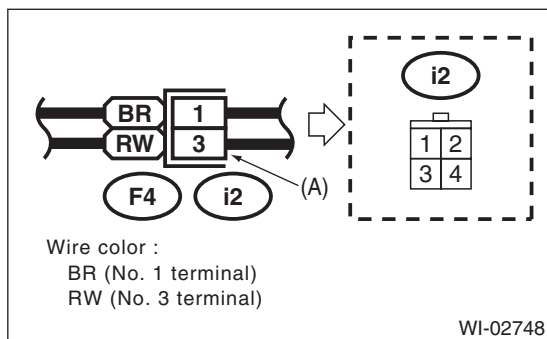 i2
BR 1
RW 3
1 2
3 4
F4 i2 (A)
Wire color :
BR (No. 1 terminal)
RW (No. 3 terminal)
WI-02748